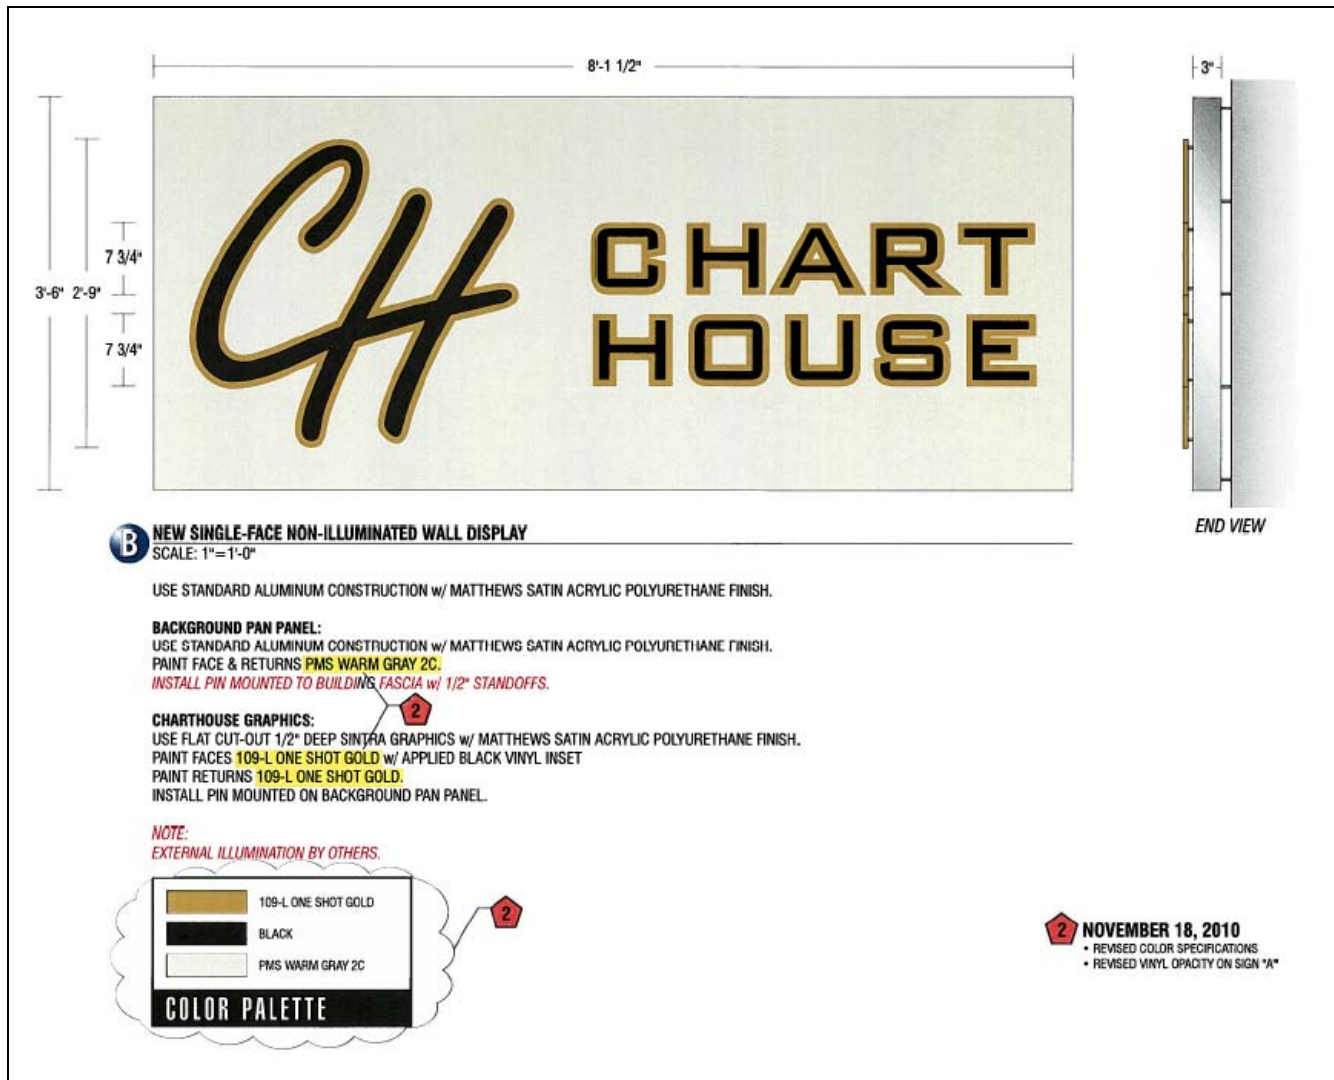 8'-1 1/2"
3"
3'-6"
2'-9"
7 3/4"
7 3/4"
CH
CHART
HOUSE
END VIEW
B
NEW SINGLE-FACE NON-ILLUMINATED WALL DISPLAY
SCALE: 1"=1'-0"
USE STANDARD ALUMINUM CONSTRUCTION w/ MATTHEWS SATIN ACRYLIC POLYURETHANE FINISH.
BACKGROUND PAN PANEL:
USE STANDARD ALUMINUM CONSTRUCTION w/ MATTHEWS SATIN ACRYLIC POLYURETHANE FINISH.
PAINT FACE & RETURNS PMS WARM GRAY 2C.
INSTALL PIN MOUNTED TO BUILDING FASCIA w/ 1/2" STANDOFFS.
2
CHARTHOUSE GRAPHICS:
USE FLAT CUT-OUT 1/2" DEEP SINTRA GRAPHICS w/ MATTHEWS SATIN ACRYLIC POLYURETHANE FINISH.
PAINT FACES 109-L ONE SHOT GOLD w/ APPLIED BLACK VINYL INSET
PAINT RETURNS 109-L ONE SHOT GOLD.
INSTALL PIN MOUNTED ON BACKGROUND PAN PANEL.
NOTE:
EXTERNAL ILLUMINATION BY OTHERS.
109-L ONE SHOT GOLD
BLACK
PMS WARM GRAY 2C
COLOR PALETTE
2
2 NOVEMBER 18, 2010
• REVISED COLOR SPECIFICATIONS
• REVISED VINYL OPACITY ON SIGN "A"